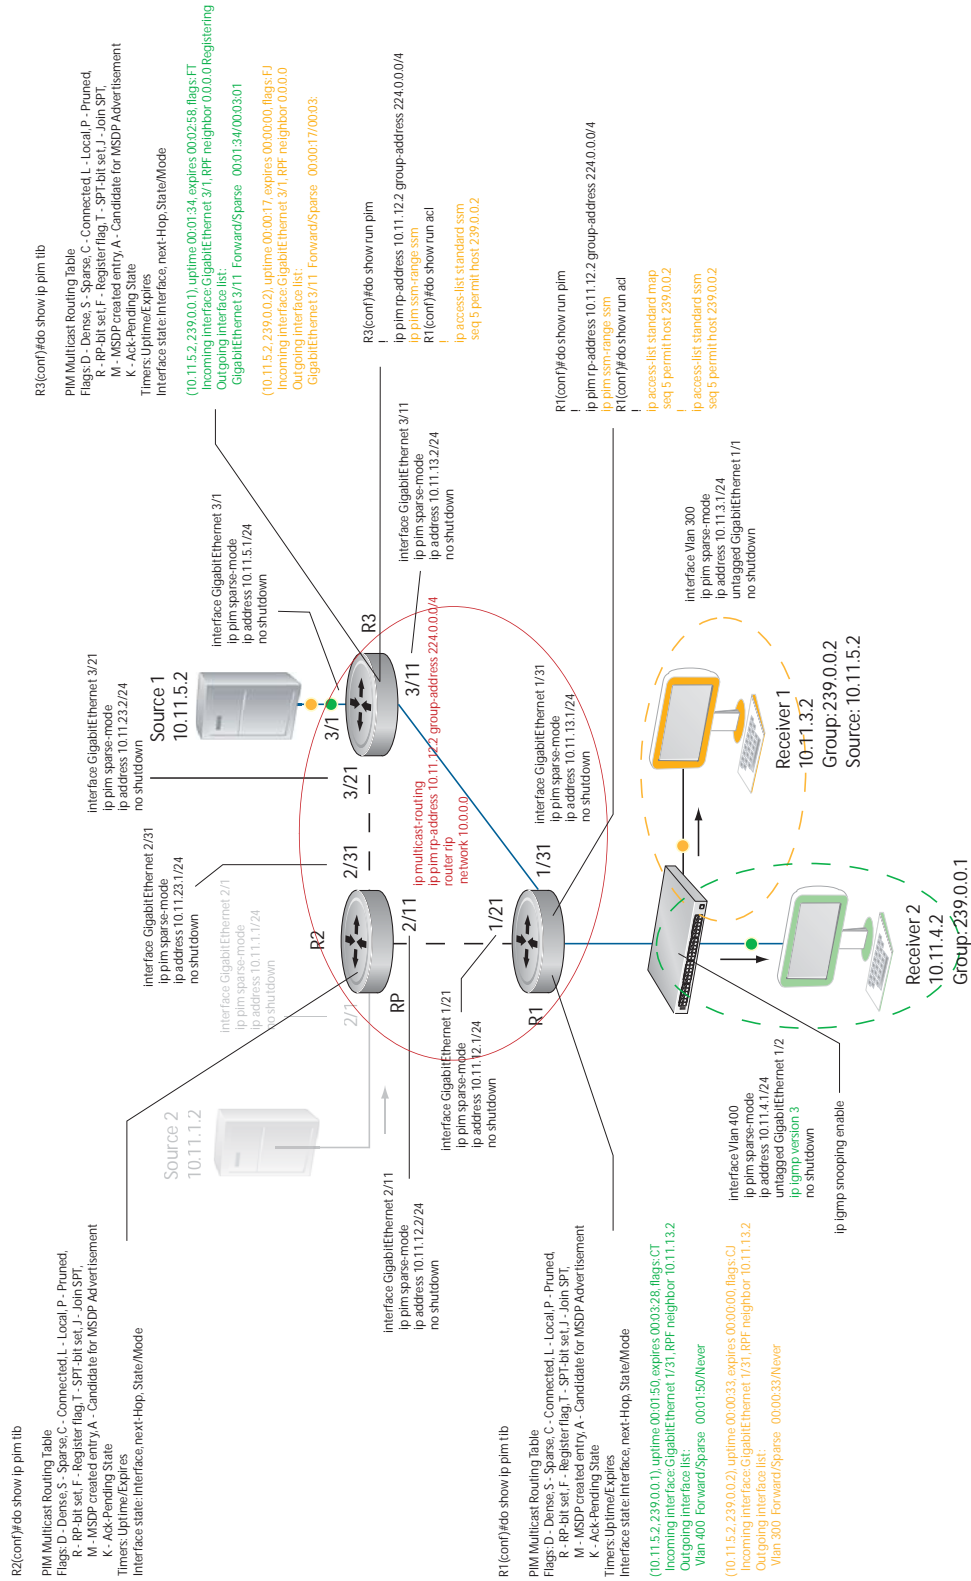 R2(conf)#do show ip pim tib
PIM Multicast Routing Table
Flags: D - Dense, S - Sparse, C - Connected, L - Local, P - Pruned,
R - RP-bit set, F - Register flag, T - SPT-bit set, J - Join SPT,
M - MSDP created entry, A - Candidate for MSDP Advertisement
K - Ack-Pending State
Timers: Uptime/Expires
Interface state: Interface, next-Hop, State/Mode
R3(conf)#do show ip pim tib
PIM Multicast Routing Table
Flags: D - Dense, S - Sparse, C - Connected, L - Local, P - Pruned,
R - RP-bit set, F - Register flag, T - SPT-bit set, J - Join SPT,
M - MSDP created entry, A - Candidate for MSDP Advertisement
K - Ack-Pending State
Timers: Uptime/Expires
Interface state: Interface, next-Hop, State/Mode
(10.11.5.2, 239.0.0.1), uptime 00:01:34, expires 00:02:58, flags: FT
Incoming interface: GigabitEthernet 3/1, RPF neighbor 0.0.0.0 Registering
Outgoing interface list:
GigabitEthernet 3/11 Forward/Sparse 00:01:34/00:03:01
(10.11.5.2, 239.0.0.2), uptime 00:00:17, expires 00:00:00, flags: FJ
Incoming interface: GigabitEthernet 3/1, RPF neighbor 0.0.0.0
Outgoing interface list:
GigabitEthernet 3/11 Forward/Sparse 00:00:17/00:03:
interface GigabitEthernet 3/21
ip pim sparse-mode
ip address 10.11.23.2/24
no shutdown
interface GigabitEthernet 2/31
ip pim sparse-mode
ip address 10.11.23.1/24
no shutdown
interface GigabitEthernet 2/1
ip pim sparse-mode
ip address 10.11.1.1/24
no shutdown
interface GigabitEthernet 3/1
ip pim sparse-mode
ip address 10.11.5.1/24
no shutdown
Source 1
10.11.5.2
Source 2
10.11.1.2
3/1
R3
3/21
3/11
2/31
R2
2/1
RP
2/11
interface GigabitEthernet 3/11
ip pim sparse-mode
ip address 10.11.13.2/24
no shutdown
R3(conf)#do show run pim
!
ip pim rp-address 10.11.12.2 group-address 224.0.0.0/4
ip pim ssm-range ssm
R1(conf)#do show run acl
!
ip access-list standard ssm
seq 5 permit host 239.0.0.2
ip multicast-routing
ip pim rp-address 10.11.12.2 group-address 224.0.0.0/4
router rip
network 10.0.0.0
interface GigabitEthernet 2/11
ip pim sparse-mode
ip address 10.11.12.2/24
no shutdown
interface GigabitEthernet 1/21
ip pim sparse-mode
ip address 10.11.12.1/24
no shutdown
1/21
R1
1/31
interface GigabitEthernet 1/31
ip pim sparse-mode
ip address 10.11.13.1/24
no shutdown
R1(conf)#do show run pim
!
ip pim rp-address 10.11.12.2 group-address 224.0.0.0/4
ip pim ssm-range ssm
R1(conf)#do show run acl
!
ip access-list standard map
seq 5 permit host 239.0.0.2
!
ip access-list standard ssm
seq 5 permit host 239.0.0.2
R1(conf)#do show ip pim tib
PIM Multicast Routing Table
Flags: D - Dense, S - Sparse, C - Connected, L - Local, P - Pruned,
R - RP-bit set, F - Register flag, T - SPT-bit set, J - Join SPT,
M - MSDP created entry, A - Candidate for MSDP Advertisement
K - Ack-Pending State
Timers: Uptime/Expires
Interface state: Interface, next-Hop, State/Mode
(10.11.5.2, 239.0.0.1), uptime 00:01:50, expires 00:03:28, flags: CT
Incoming interface: GigabitEthernet 1/31, RPF neighbor 10.11.13.2
Outgoing interface list:
Vlan 400 Forward/Sparse 00:01:50/Never
(10.11.5.2, 239.0.0.2), uptime 00:00:33, expires 00:00:00, flags: CJ
Incoming interface: GigabitEthernet 1/31, RPF neighbor 10.11.13.2
Outgoing interface list:
Vlan 300 Forward/Sparse 00:00:33/Never
interface Vlan 300
ip pim sparse-mode
ip address 10.11.3.1/24
untagged GigabitEthernet 1/1
no shutdown
Receiver 1
10.11.3.2
Group: 239.0.0.2
Source: 10.11.5.2
interface Vlan 400
ip pim sparse-mode
ip address 10.11.4.1/24
untagged GigabitEthernet 1/2
ip igmp version 3
no shutdown
ip igmp snooping enable
Receiver 2
10.11.4.2
Group: 239.0.0.1